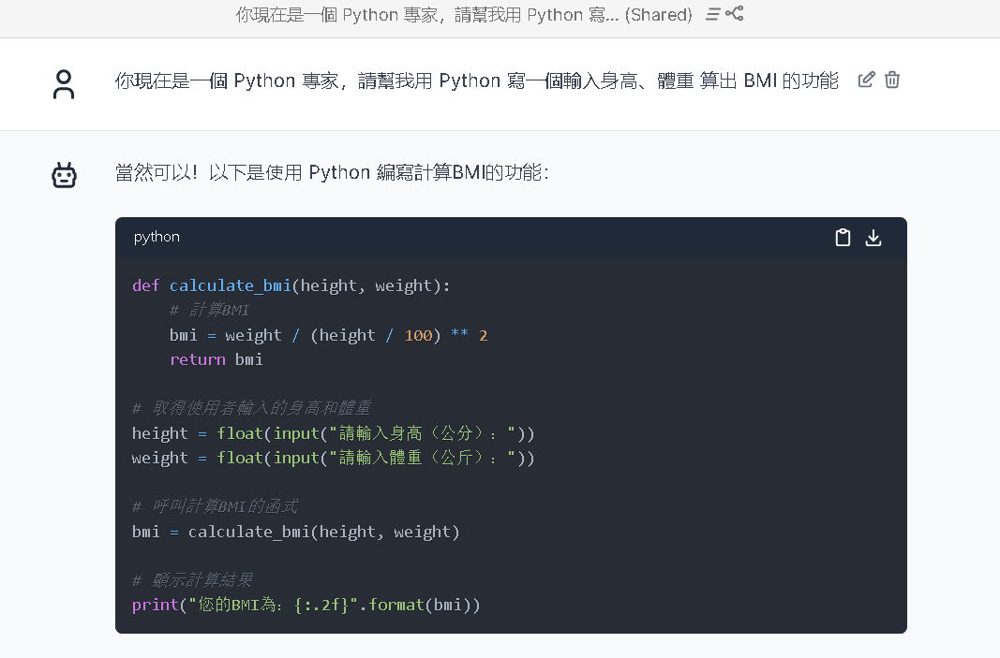 你現在是一個 Python 專家，請幫我用 Python 寫... (Shared)
你現在是一個 Python 專家，請幫我用 Python 寫一個輸入身高、體重 算出 BMI 的功能
當然可以！以下是使用 Python 編寫計算BMI的功能：
python
def calculate_bmi(height, weight):
    # 計算BMI
    bmi = weight / (height / 100) ** 2
    return bmi
# 取得使用者輸入的身高和體重
height = float(input("請輸入身高（公分）："))
weight = float(input("請輸入體重（公斤）："))
# 呼叫計算BMI的函式
bmi = calculate_bmi(height, weight)
# 顯示計算結果
print("您的BMI為：{:.2f}".format(bmi))